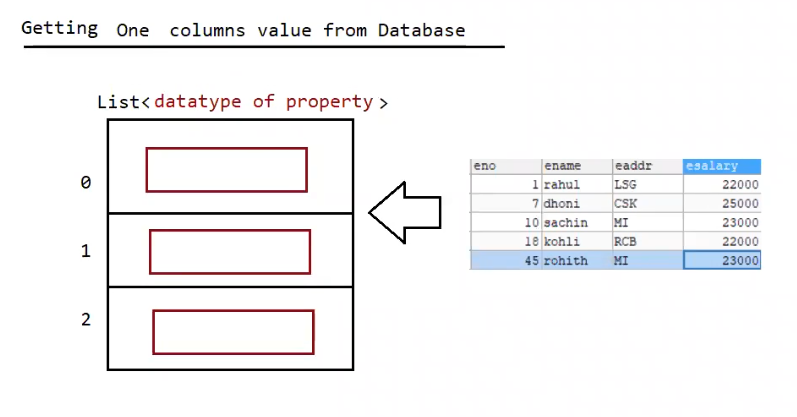 Getting One columns value from Database
List<datatype of property>
0
1
2
eno ename eaddr esalary
1 rahul LSG 22000
7 dhoni CSK 25000
10 sachin MI 23000
18 kohli RCB 22000
45 rohith MI 23000